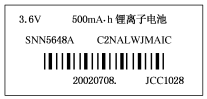 3.6V 500mA·h 锂离子电池
SNN5648A C2NALWJMAIC
20020708. JCC1028